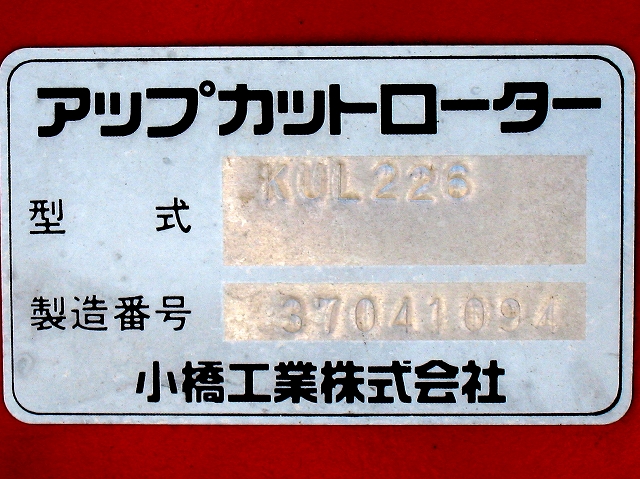 アップカットローター
型 式 KUL226
製造番号 37041094
小橋工業株式会社